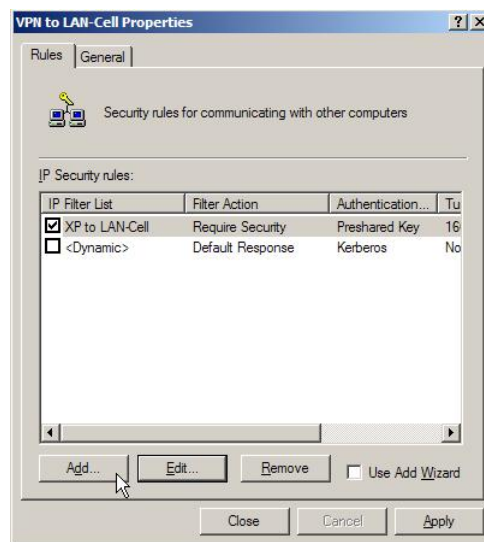 VPN to LAN-Cell Properties
Rules General
Security rules for communicating with other computers
IP Security rules:
IP Filter List Filter Action Authentication... Tu
XP to LAN-Cell Require Security Preshared Key 16
<Dynamic> Default Response Kerberos No
Add... Edit... Remove Use Add Wizard
Close Cancel Apply